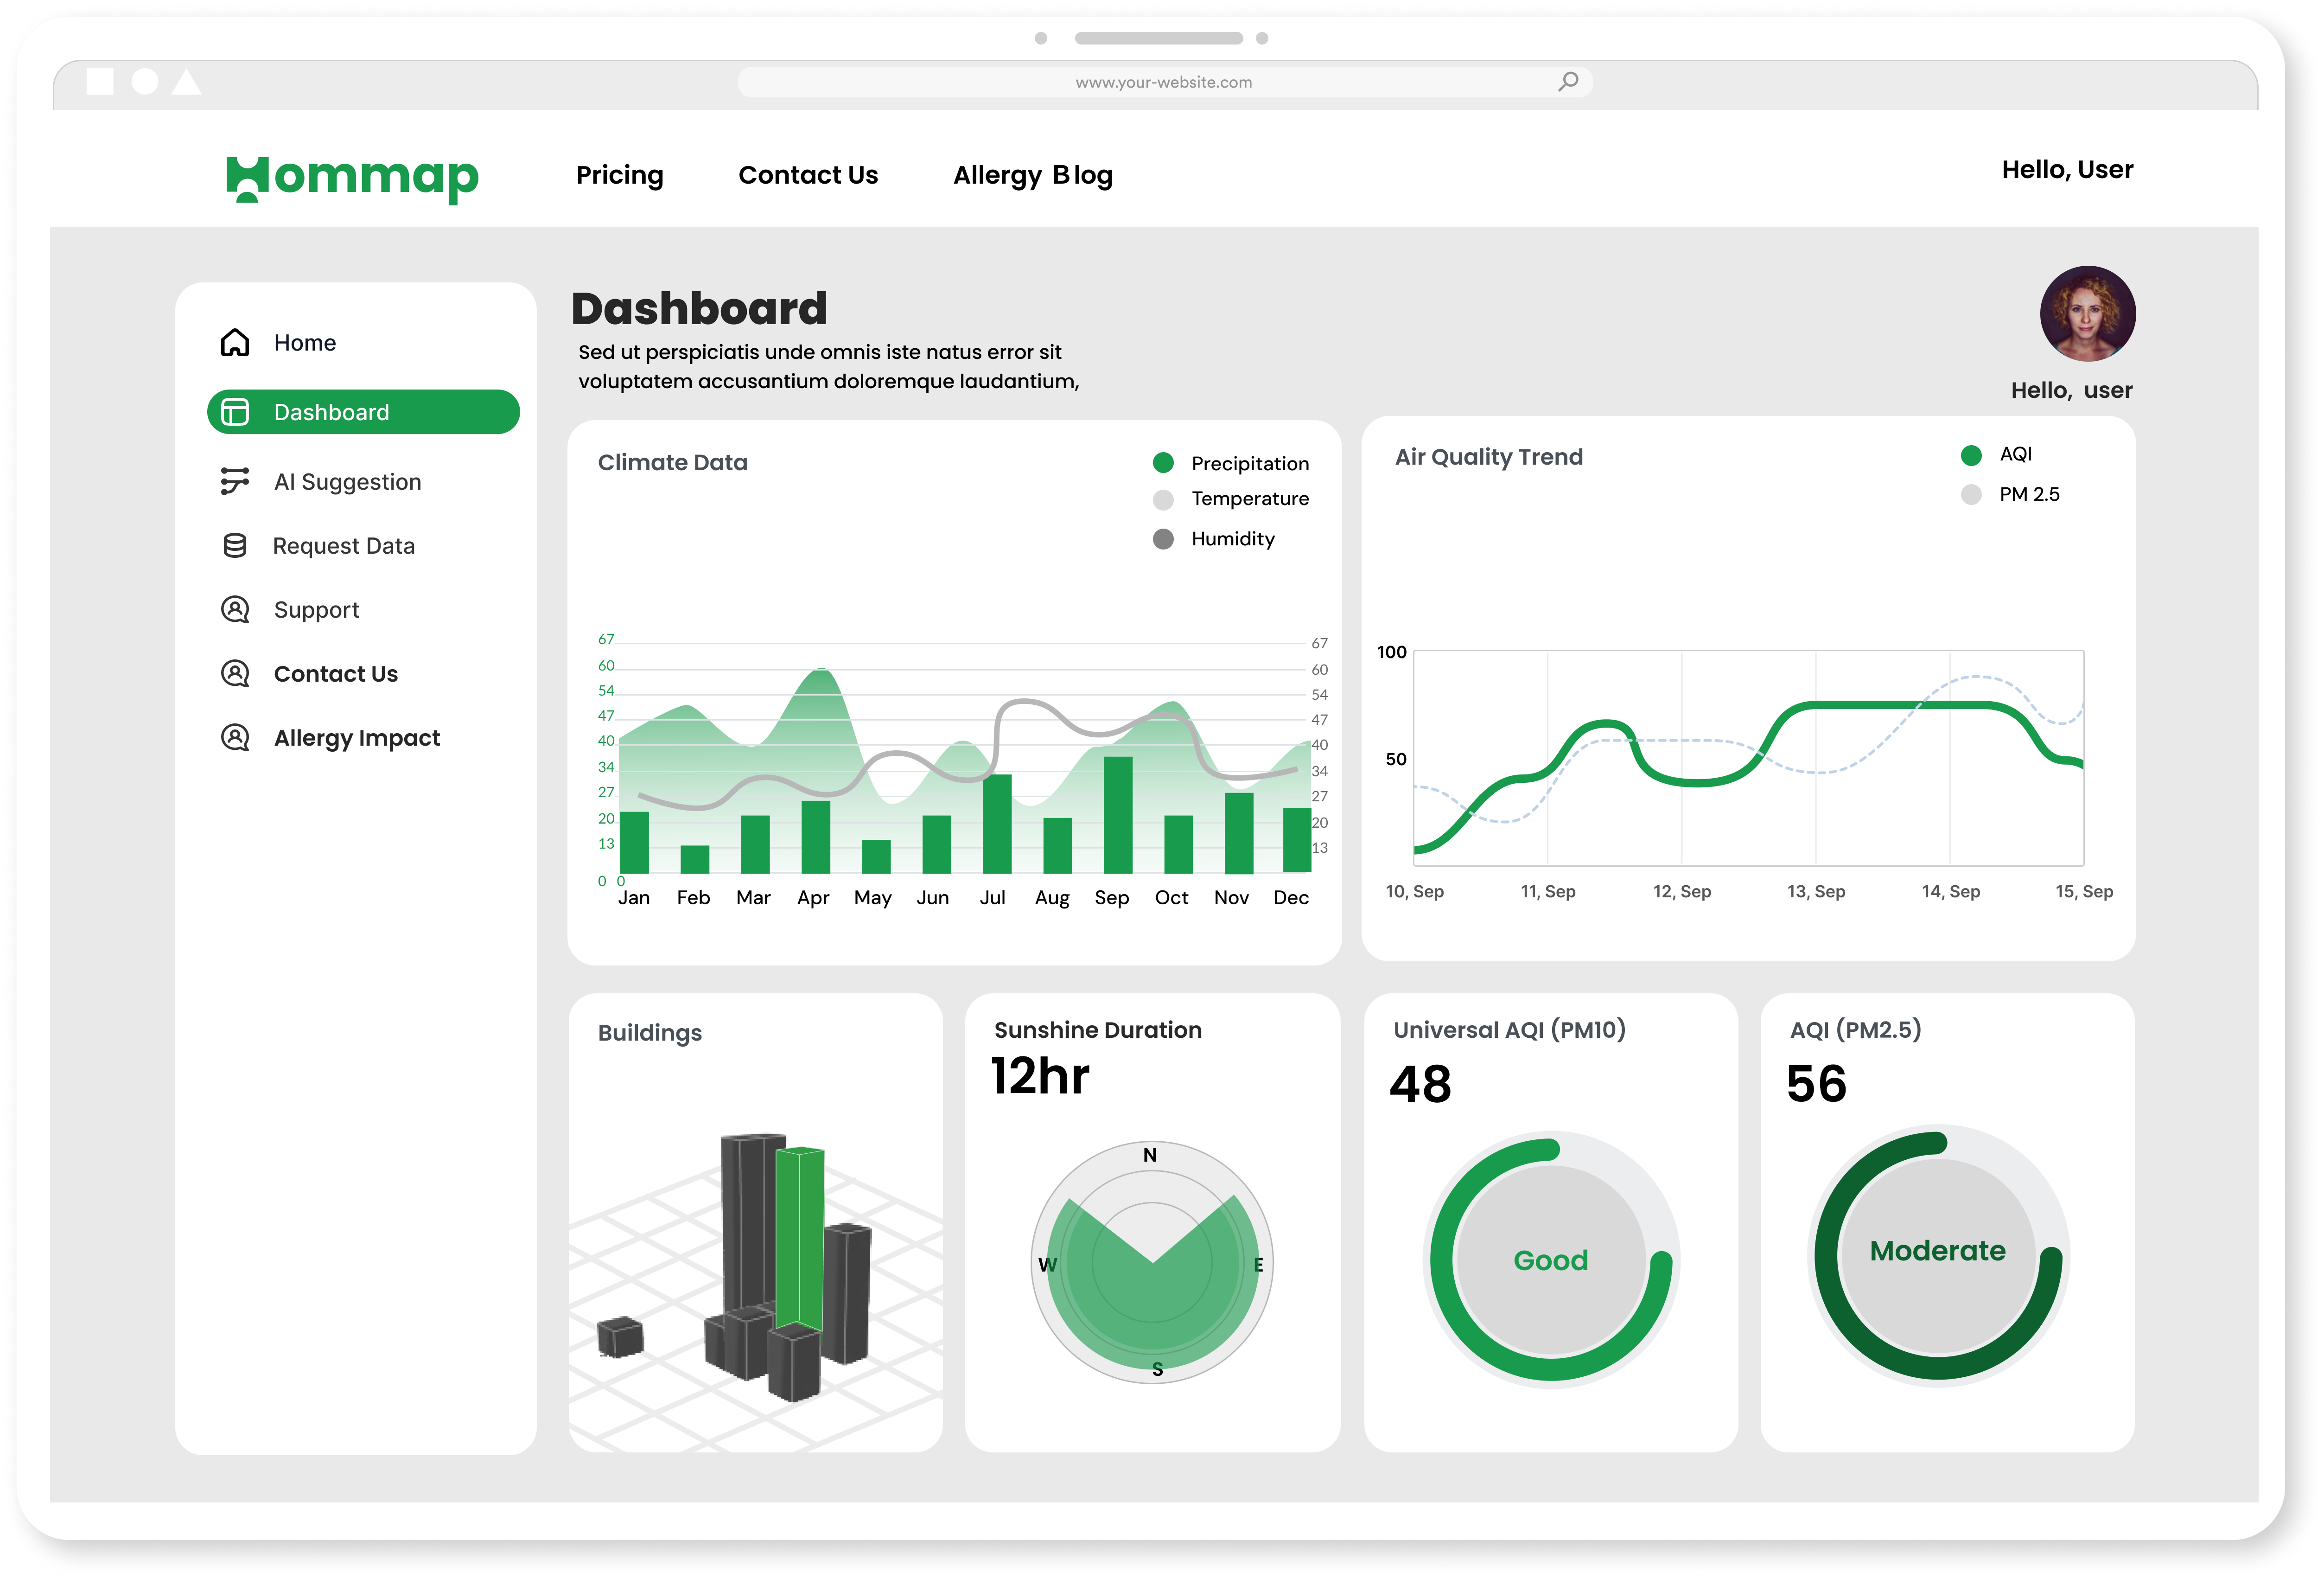 www.your-website.com
Hommap
Pricing
Contact Us
Allergy Blog
Hello, User
Home
Dashboard
AI Suggestion
Request Data
Support
Contact Us
Allergy Impact
Dashboard
Sed ut perspiciatis unde omnis iste natus error sit
voluptatem accusantium doloremque laudantium,
Hello, user
Climate Data
Precipitation
Temperature
Humidity
67
60
54
47
40
34
27
20
13
0 0
67
60
54
47
40
34
27
20
13
Jan Feb Mar Apr May Jun Jul Aug Sep Oct Nov Dec
Air Quality Trend
AQI
PM 2.5
100
50
10, Sep 11, Sep 12, Sep 13, Sep 14, Sep 15, Sep
Buildings
Sunshine Duration
12hr
N
W E
S
Universal AQI (PM10)
48
Good
AQI (PM2.5)
56
Moderate